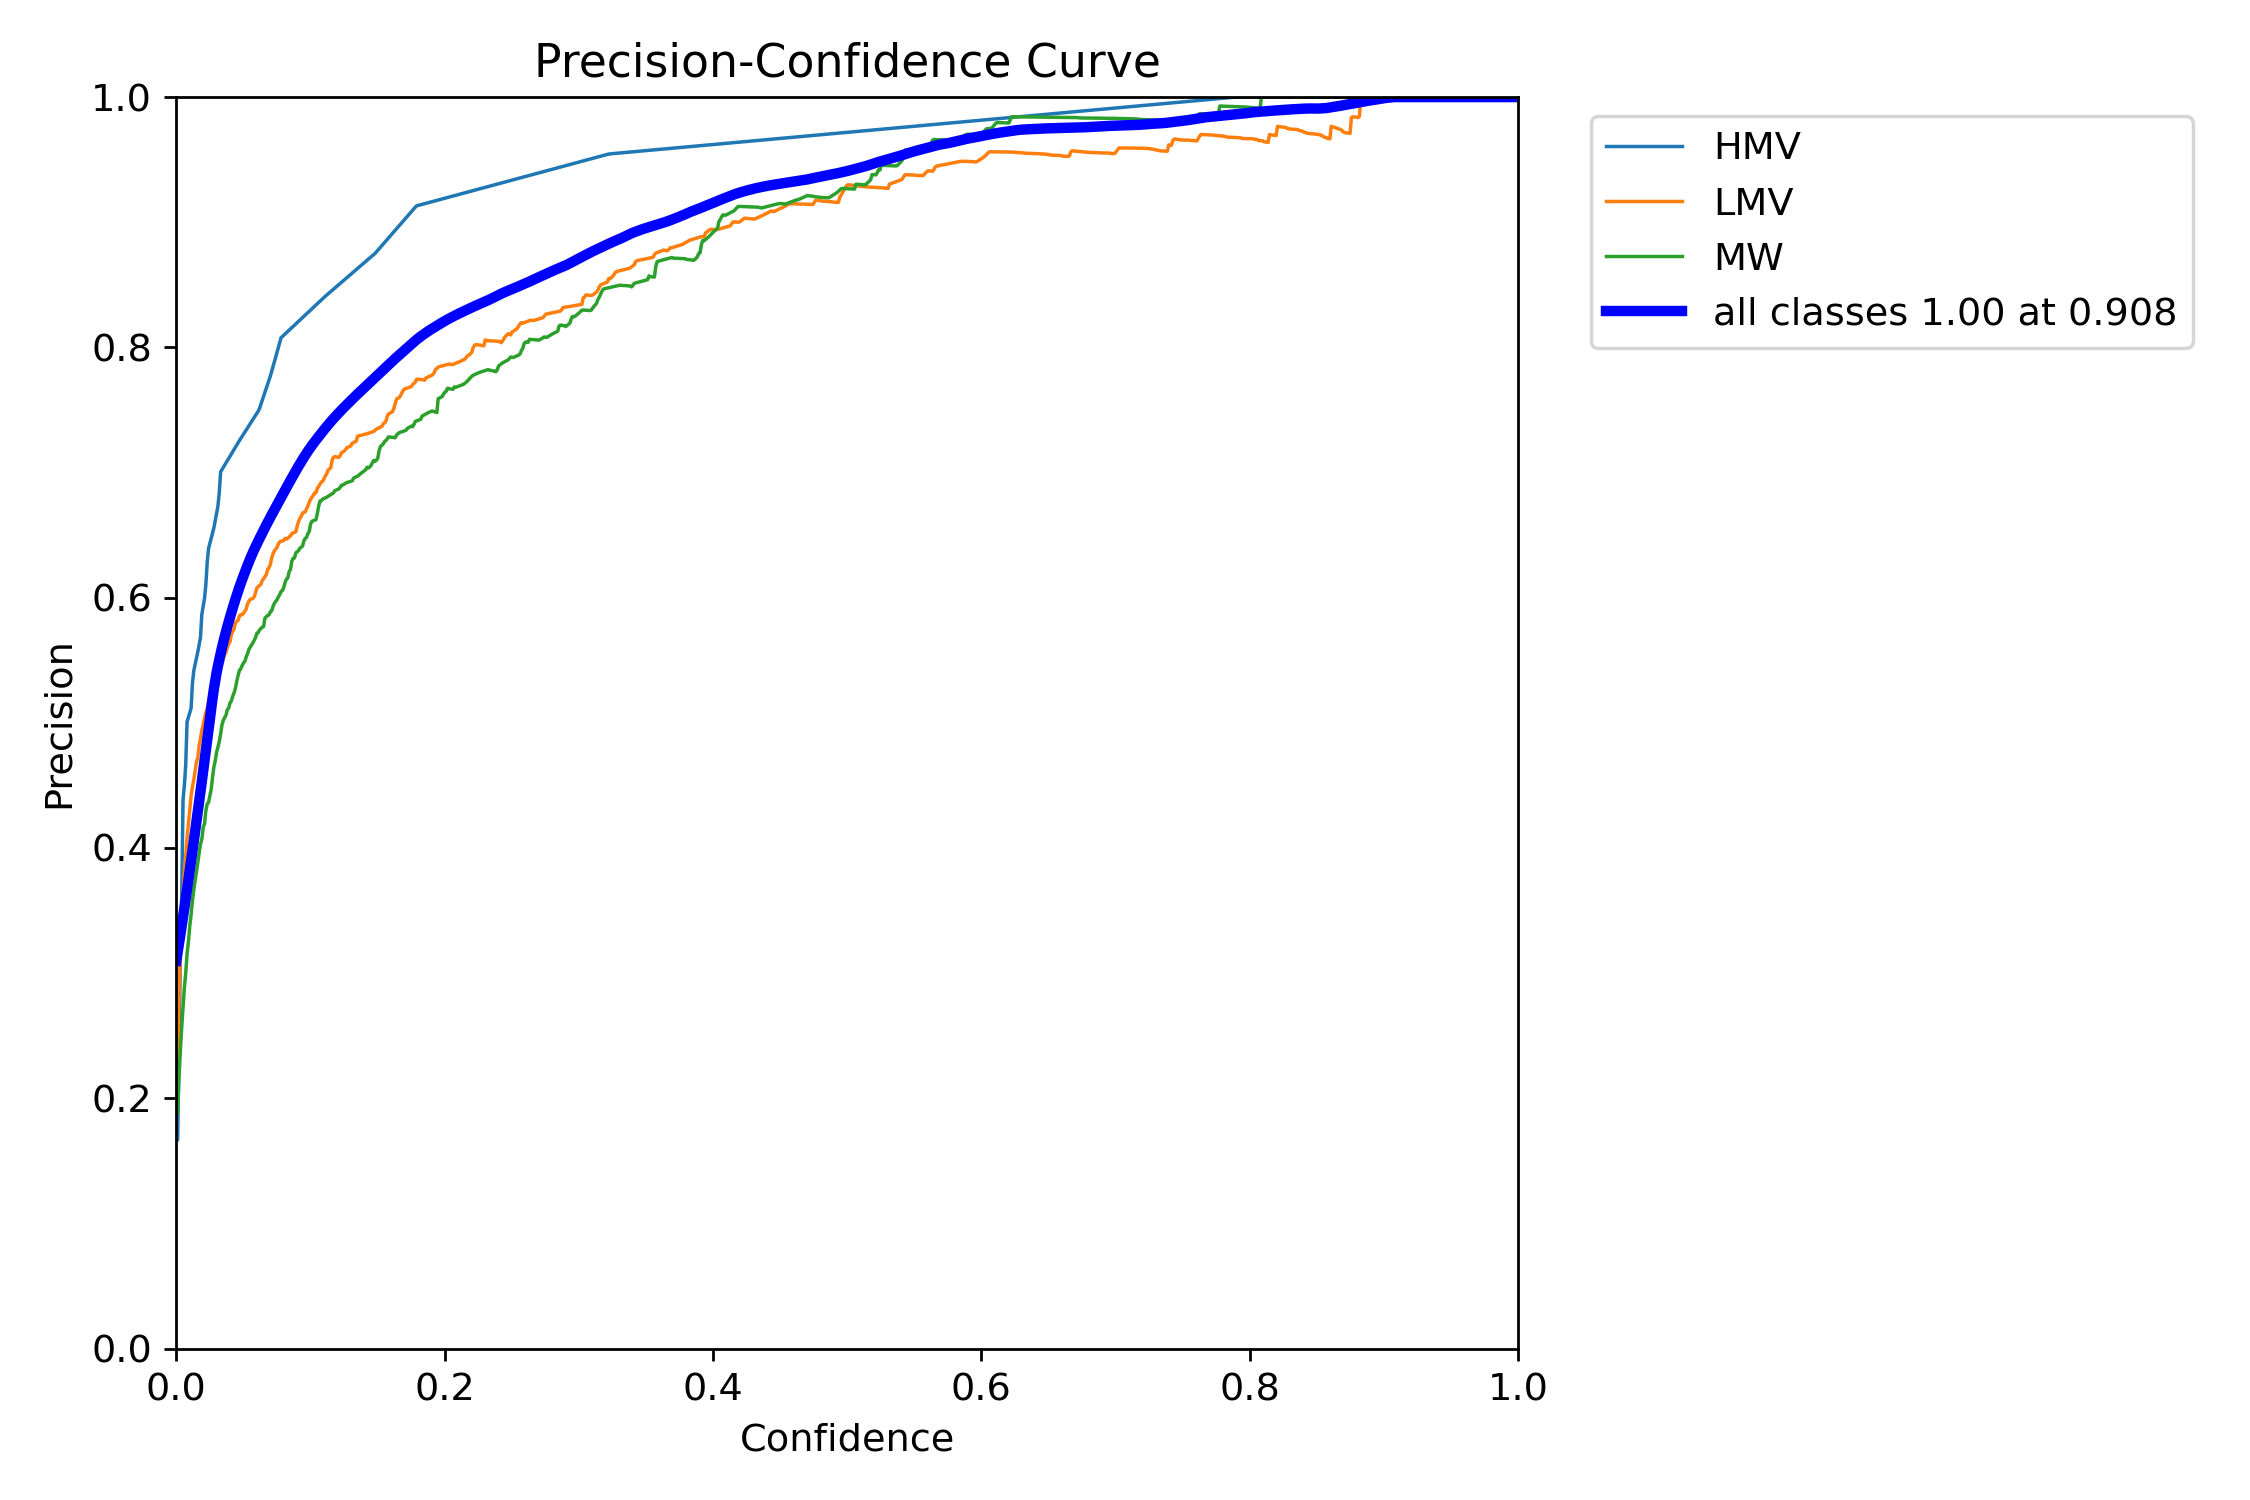 Precision-Confidence Curve
1.0
0.8
0.6
0.4
0.2
0.0
Precision
0.0 0.2 0.4 0.6 0.8 1.0
Confidence
HMV
LMV
MW
all classes 1.00 at 0.908